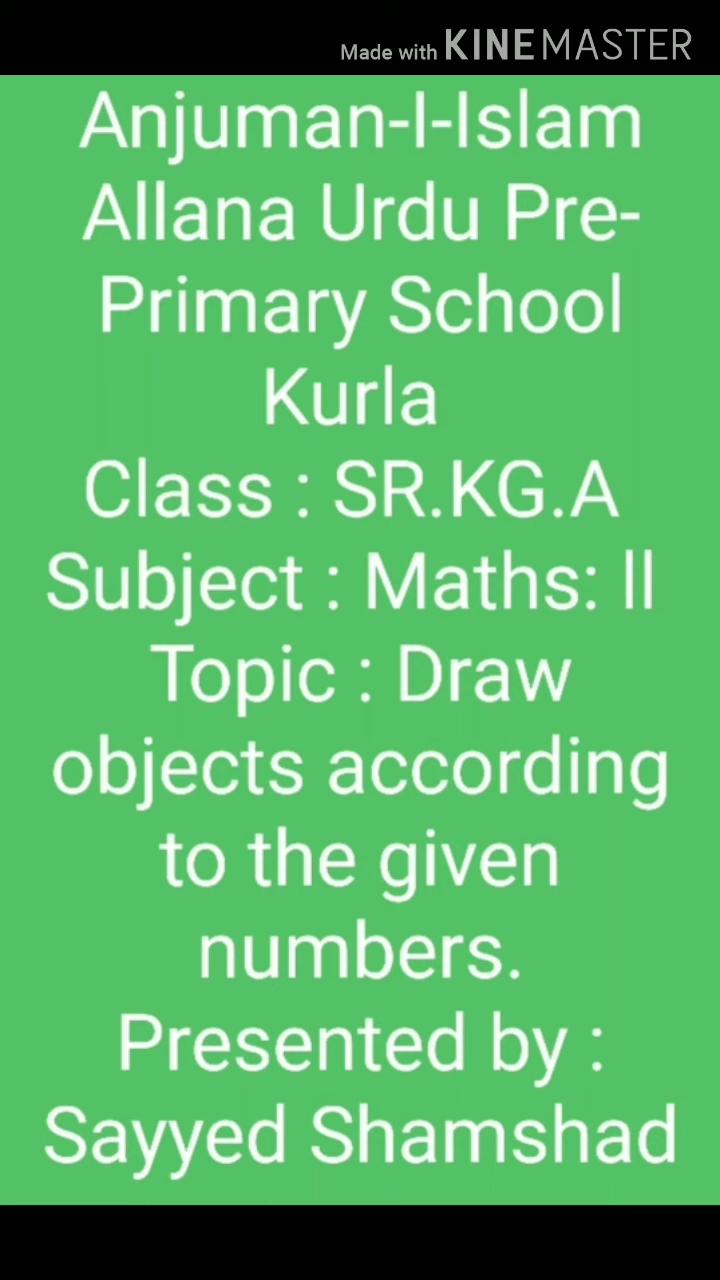 Made with KINEMASTER
Anjuman-I-Islam
Allana Urdu Pre-
Primary School
Kurla
Class : SR.KG.A
Subject : Maths: ll
Topic : Draw
objects according
to the given
numbers.
Presented by :
Sayyed Shamshad